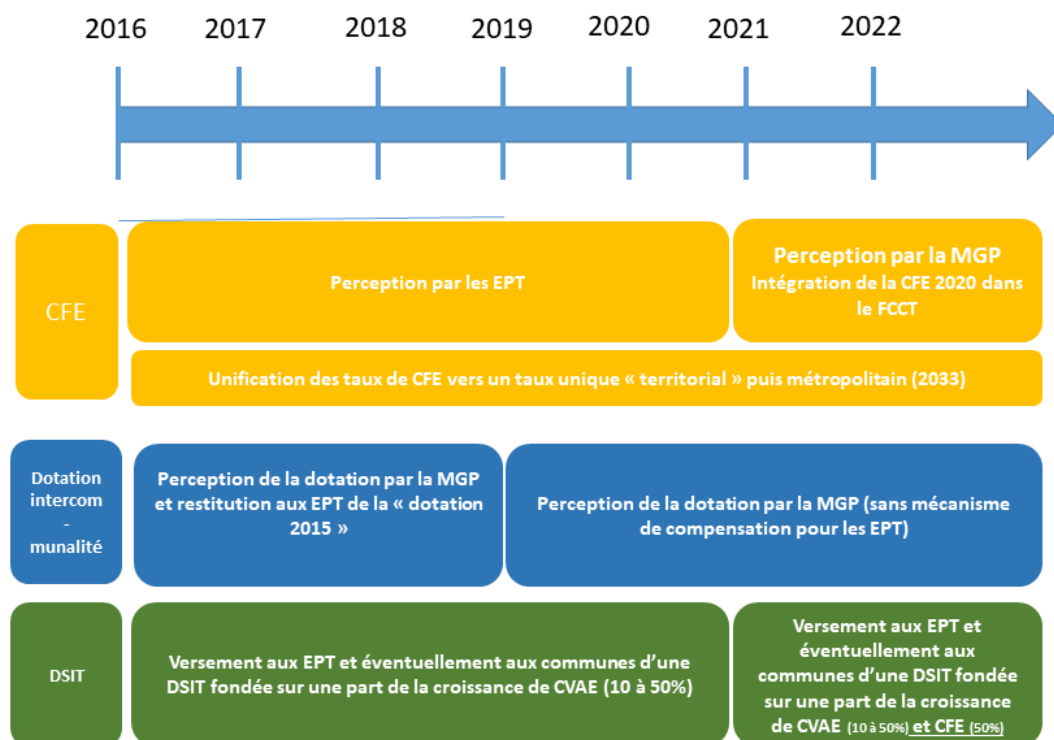 2016 2017 2018 2019 2020 2021 2022
CFE
Perception par les EPT
Perception par la MGP
Intégration de la CFE 2020 dans
le FCCT
Unification des taux de CFE vers un taux unique « territorial » puis métropolitain (2033)
Dotation
intercom
-
munalité
Perception de la dotation par la MGP
et restitution aux EPT de la « dotation
2015 »
Perception de la dotation par la MGP (sans mécanisme
de compensation pour les EPT)
DSIT
Versement aux EPT et éventuellement aux communes d’une
DSIT fondée sur une part de la croissance de CVAE (10 à 50%)
Versement aux EPT et
éventuellement aux
communes d’une DSIT fondée
sur une part de la croissance
de CVAE (10 à 50%) et CFE (50%)